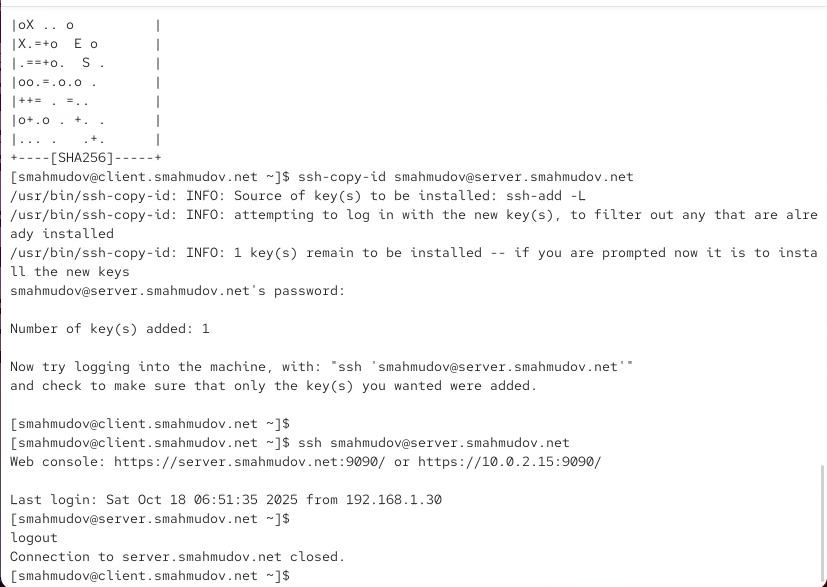 |oX .. o          |
|X.=+o  E o       |
|.==+o.  S .      |
|oo.=.o.o .       |
|++= . =..        |
|o+.o . +. .      |
|... .   .+.      |
+----[SHA256]-----+
[smahmudov@client.smahmudov.net ~]$ ssh-copy-id smahmudov@server.smahmudov.net
/usr/bin/ssh-copy-id: INFO: Source of key(s) to be installed: ssh-add -L
/usr/bin/ssh-copy-id: INFO: attempting to log in with the new key(s), to filter out any that are alre
ady installed
/usr/bin/ssh-copy-id: INFO: 1 key(s) remain to be installed -- if you are prompted now it is to insta
ll the new keys
smahmudov@server.smahmudov.net's password:
Number of key(s) added: 1
Now try logging into the machine, with: "ssh 'smahmudov@server.smahmudov.net'"
and check to make sure that only the key(s) you wanted were added.
[smahmudov@client.smahmudov.net ~]$
[smahmudov@client.smahmudov.net ~]$ ssh smahmudov@server.smahmudov.net
Web console: https://server.smahmudov.net:9090/ or https://10.0.2.15:9090/
Last login: Sat Oct 18 06:51:35 2025 from 192.168.1.30
[smahmudov@server.smahmudov.net ~]$
logout
Connection to server.smahmudov.net closed.
[smahmudov@client.smahmudov.net ~]$